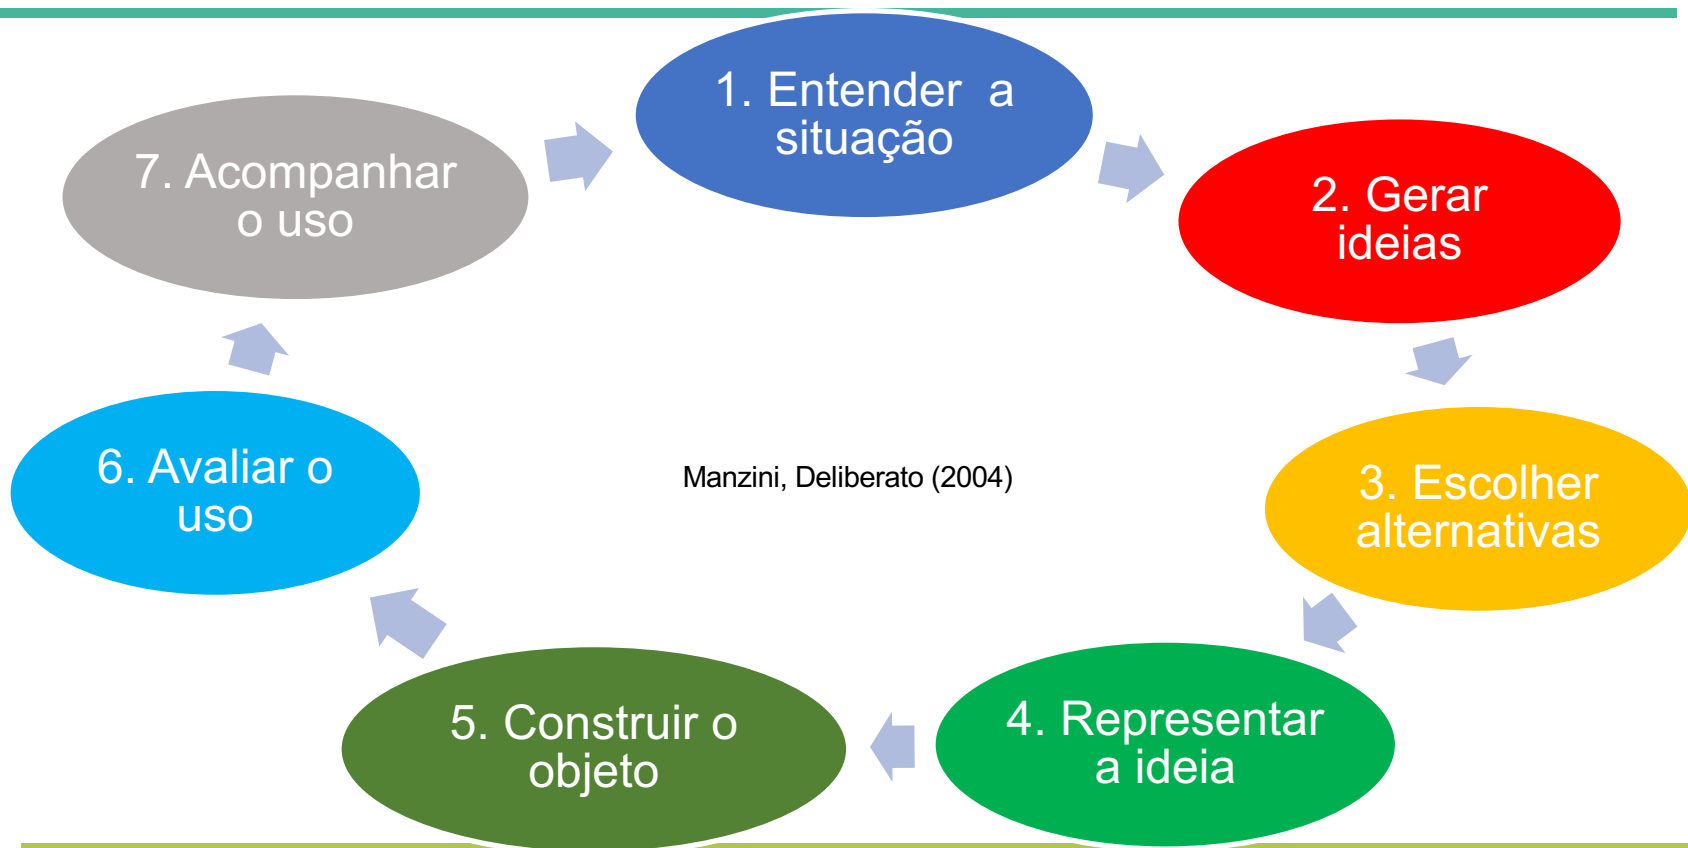 1. Entender  a
situação
2. Gerar
ideias
3. Escolher
alternativas
4. Representar
a ideia
5. Construir o
objeto
6. Avaliar o
uso
7. Acompanhar
o uso
Manzini, Deliberato (2004)